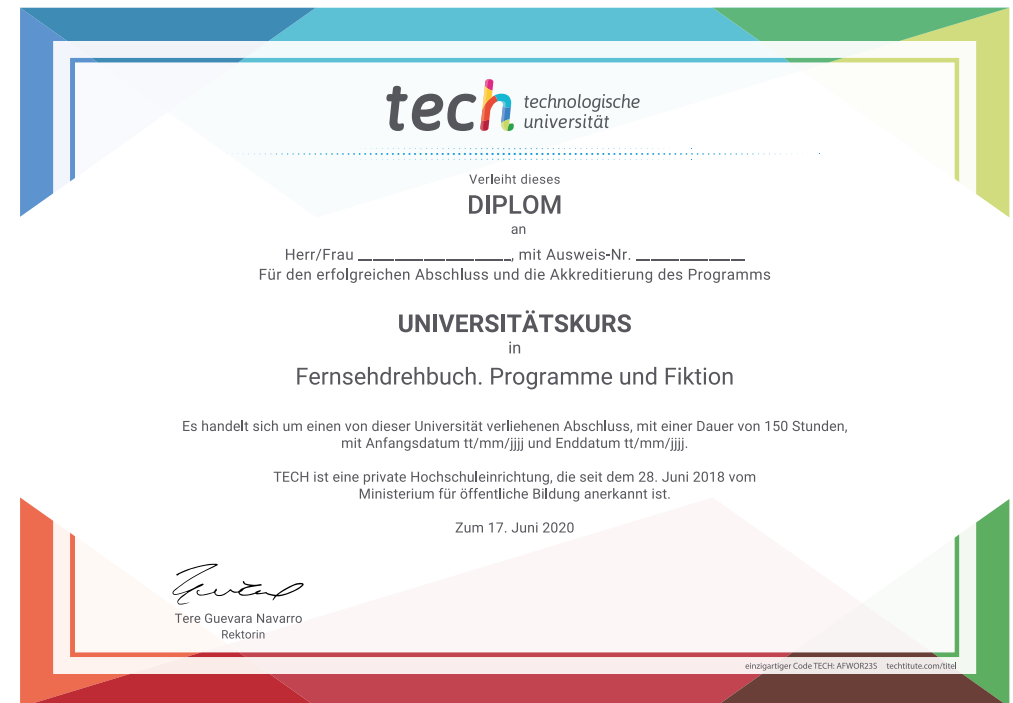 tech technologische
universität
Verleiht dieses
DIPLOM
an
Herr/Frau ____________________, mit Ausweis-Nr. ______________
Für den erfolgreichen Abschluss und die Akkreditierung des Programms
UNIVERSITÄTSKURS
in
Fernsehdrehbuch. Programme und Fiktion
Es handelt sich um einen von dieser Universität verliehenen Abschluss, mit einer Dauer von 150 Stunden,
mit Anfangsdatum tt/mm/jjjj und Enddatum tt/mm/jjjj.
TECH ist eine private Hochschuleinrichtung, die seit dem 28. Juni 2018 vom
Ministerium für öffentliche Bildung anerkannt ist.
Zum 17. Juni 2020
Tere Guevara Navarro
Rektorin
einzigartiger Code TECH: AFWOR23S techtitute.com/titel